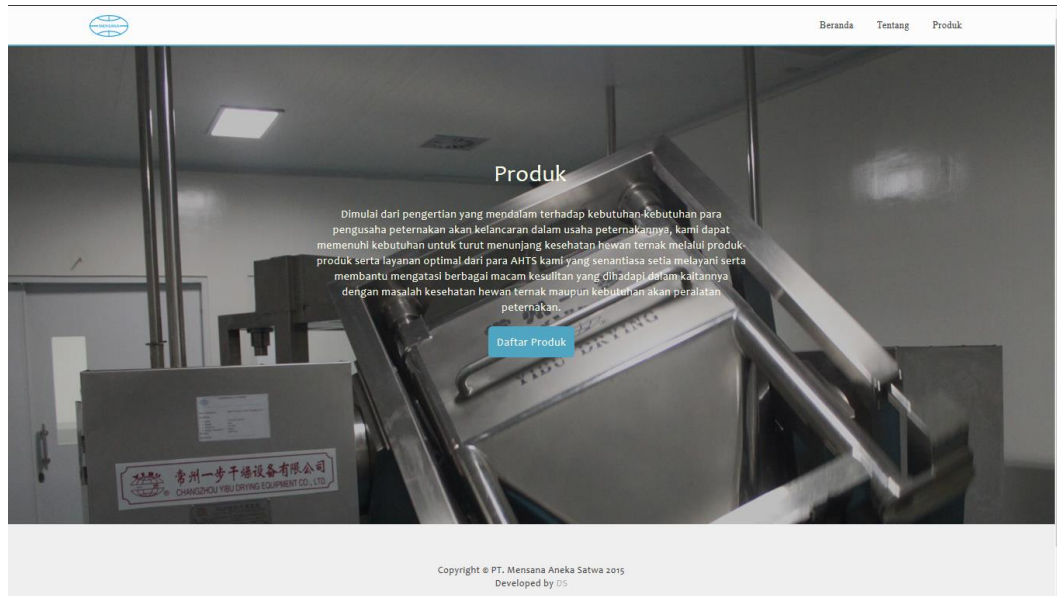 Beranda Tentang Produk
Produk
Dimulai dari pengertian yang mendalam terhadap kebutuhan-kebutuhan para
pengusaha peternakan akan kelancaran dalam usaha peternakannya, kami dapat
memenuhi kebutuhan untuk turut menunjang kesehatan hewan ternak melalui produk-
produk serta layanan optimal dari para AHTS kami yang senantiasa setia melayani serta
membantu mengatasi berbagai macam kesulitan yang dihadapi dalam kaitannya
dengan masalah kesehatan hewan ternak maupun kebutuhan akan peralatan
peternakan.
Daftar Produk
YIBU DRYING
常州一步干燥设备有限公司
CHANGZHOU YIBU DRYING EQUIPMENT CO., LTD
Copyright © PT. Mensana Aneka Satwa 2015
Developed by DS